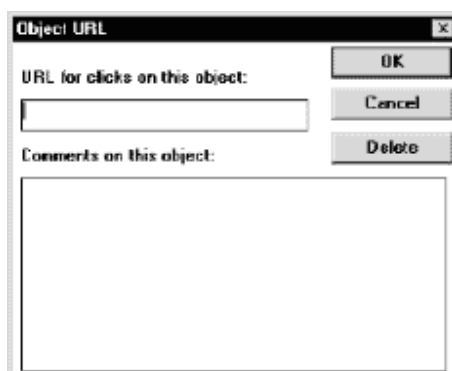 Object URL
URL for clicks on this object:
OK
Cancel
Comments on this object:
Delete